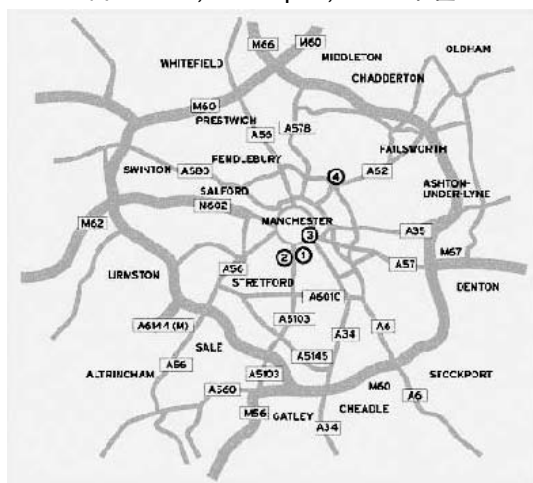 M66
M60
OLDHAM
MIDDLETON
WHITEFIELD
CHADDERTON
M60
PRESTWICH
A56
A576
FAILSWORTH
PENDLEBURY
SWINTON
A580
A62
4
ASHTON-
UNDER-LYNE
SALFORD
N602
MANCHESTER
M62
3
A35
M67
2
1
A57
URMSTON
A56
STRETFORD
DENTON
A6010
A6144 (M)
A5103
A34
A6
SALE
A5145
A56
ALTRINCHAM
A5103
STOCKPORT
A560
M60
M56
GATLEY
CHEADLE
A6
A34